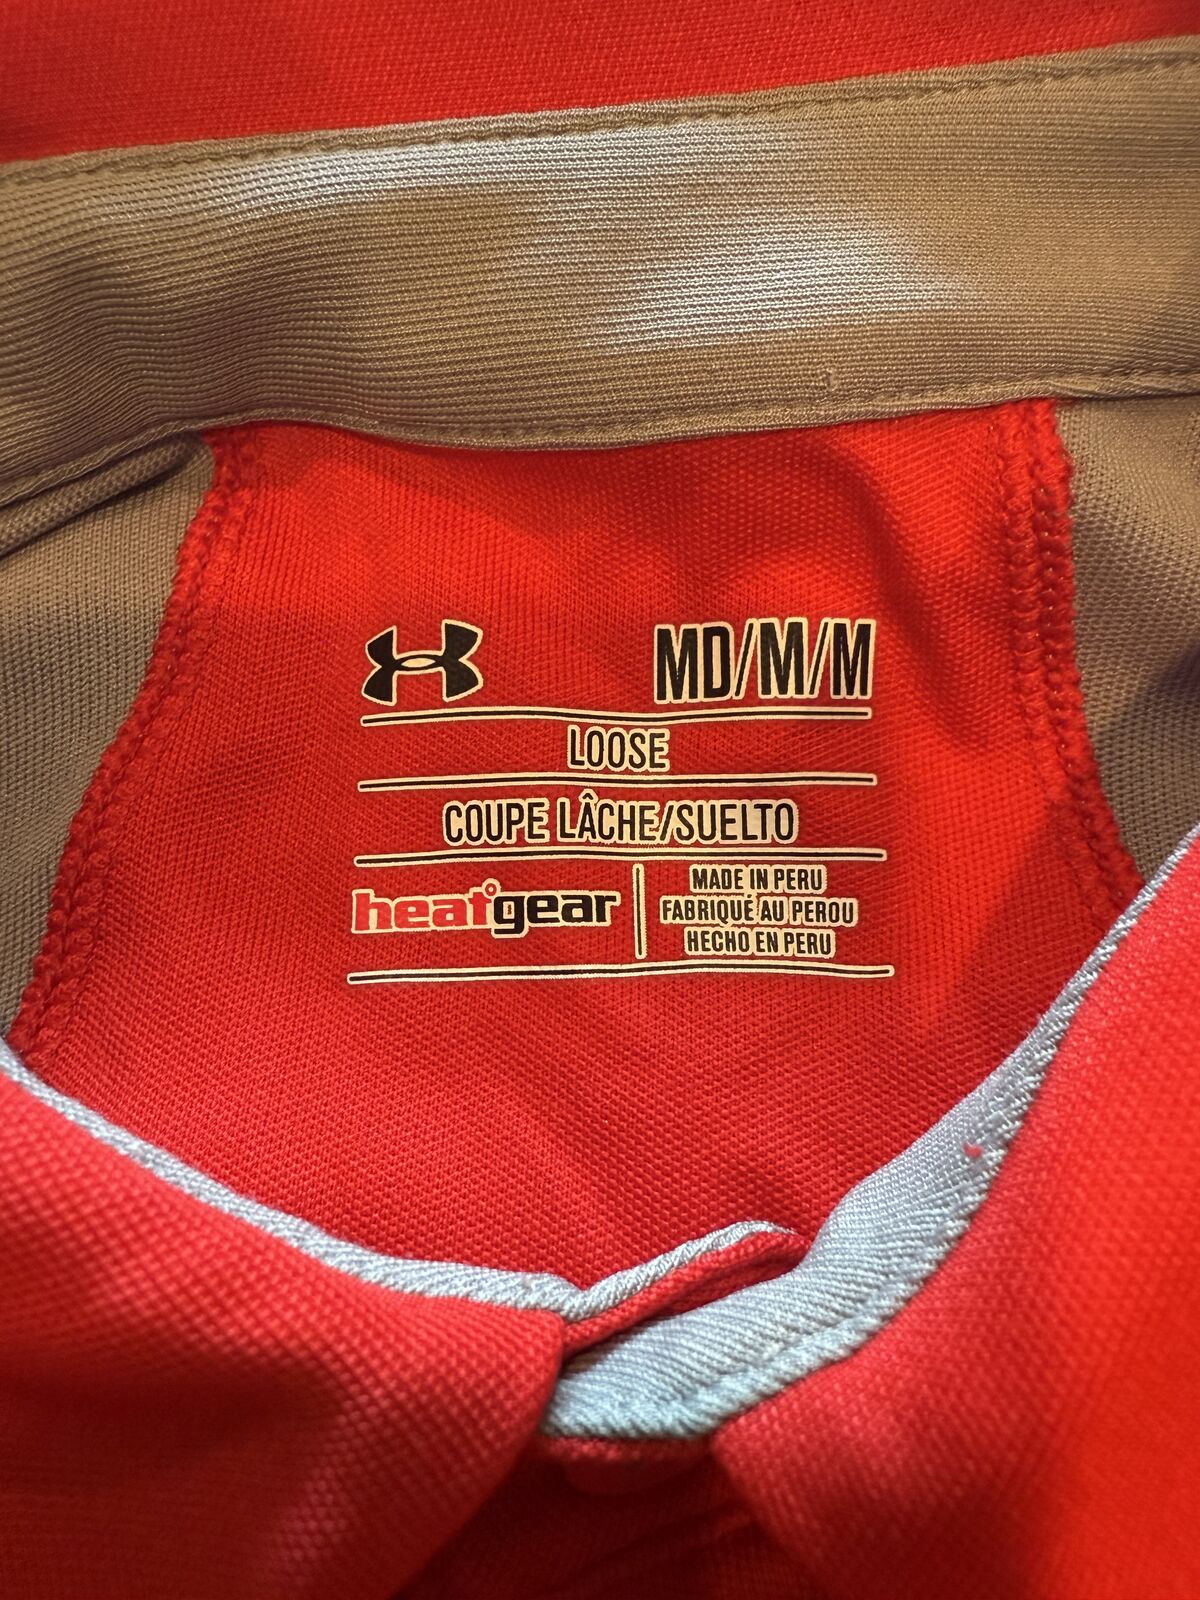 MD/M/M
LOOSE
COUPE LÂCHE/SUELTO
heatgear
MADE IN PERU
FABRIQUÉ AU PEROU
HECHO EN PERU